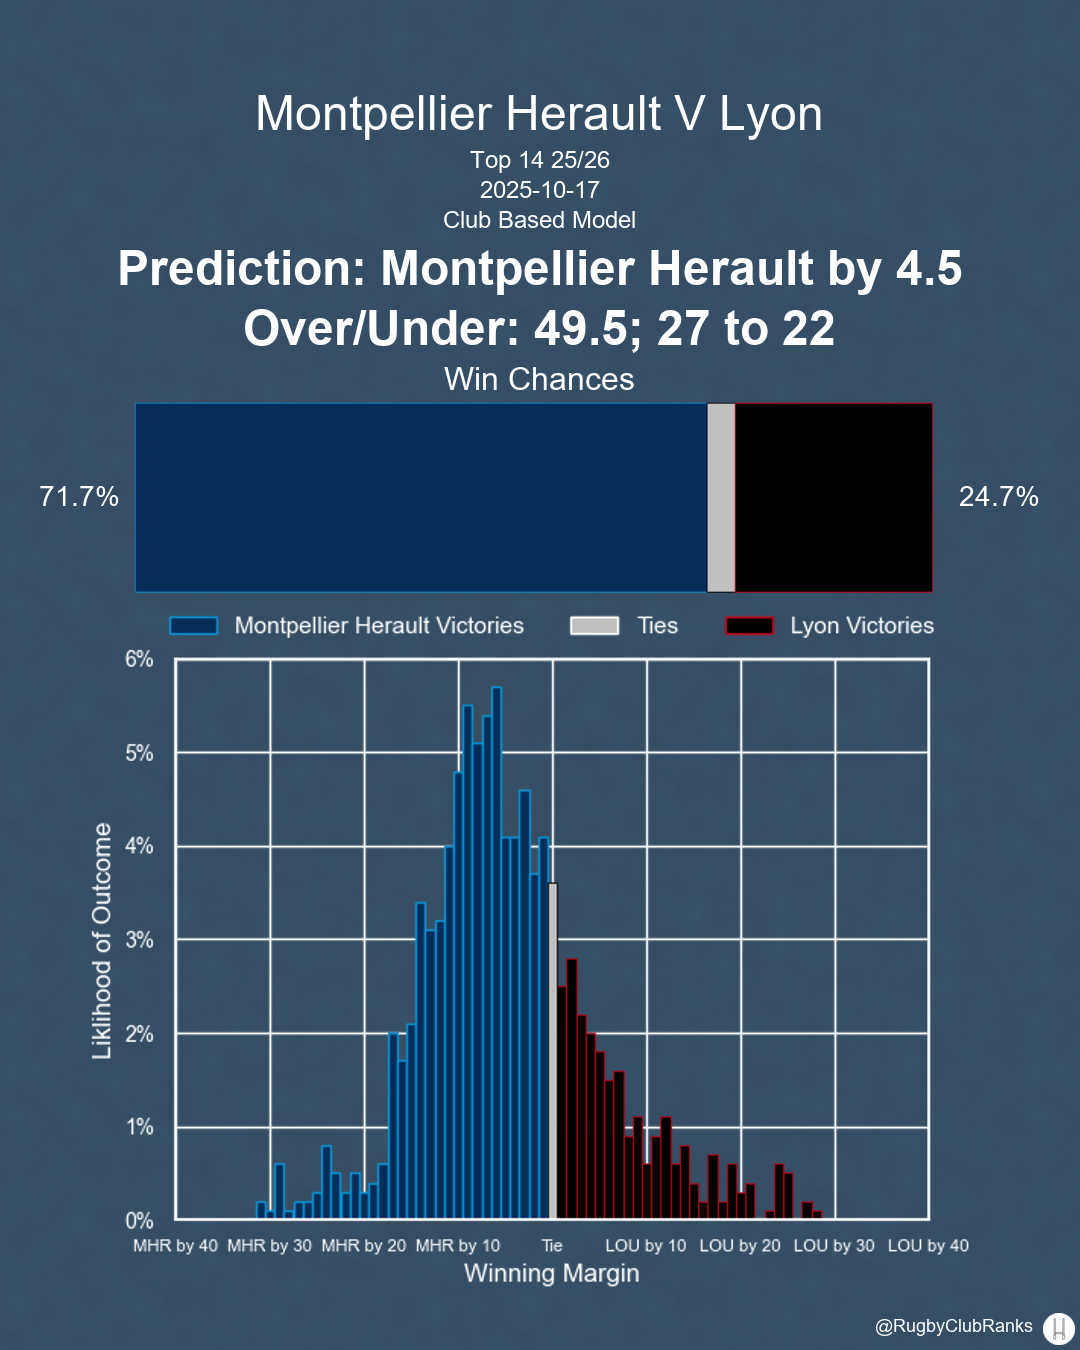 Montpellier Herault V Lyon
Top 14 25/26
2025-10-17
Club Based Model
Prediction: Montpellier Herault by 4.5
Over/Under: 49.5; 27 to 22
Win Chances
71.7%
24.7%
Montpellier Herault Victories
Ties
Lyon Victories
6%
5%
4%
3%
2%
1%
0%
Liklihood of Outcome
MHR by 40
MHR by 30
MHR by 20
MHR by 10
Tie
LOU by 10
LOU by 20
LOU by 30
LOU by 40
Winning Margin
@RugbyClubRanks